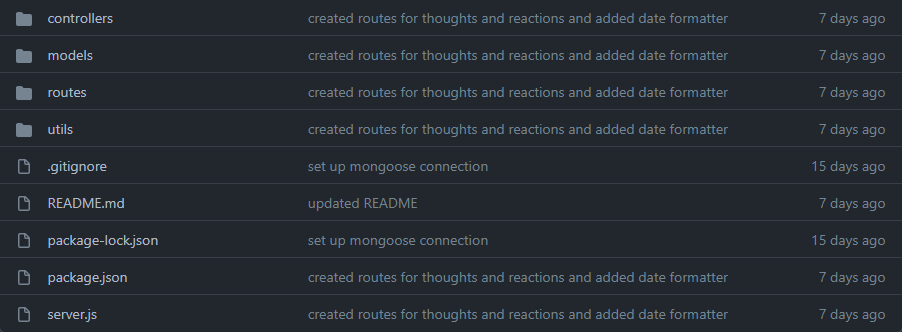 controllers created routes for thoughts and reactions and added date formatter 7 days ago
models created routes for thoughts and reactions and added date formatter 7 days ago
routes created routes for thoughts and reactions and added date formatter 7 days ago
utils created routes for thoughts and reactions and added date formatter 7 days ago
.gitignore set up mongoose connection 15 days ago
README.md updated README 7 days ago
package-lock.json set up mongoose connection 15 days ago
package.json created routes for thoughts and reactions and added date formatter 7 days ago
server.js created routes for thoughts and reactions and added date formatter 7 days ago